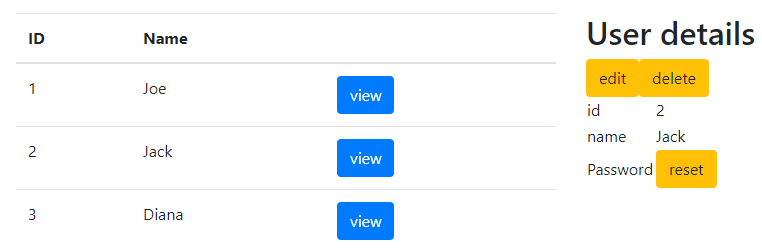 ID Name
1 Joe view
2 Jack view
3 Diana view
User details
edit delete
id 2
name Jack
Password reset